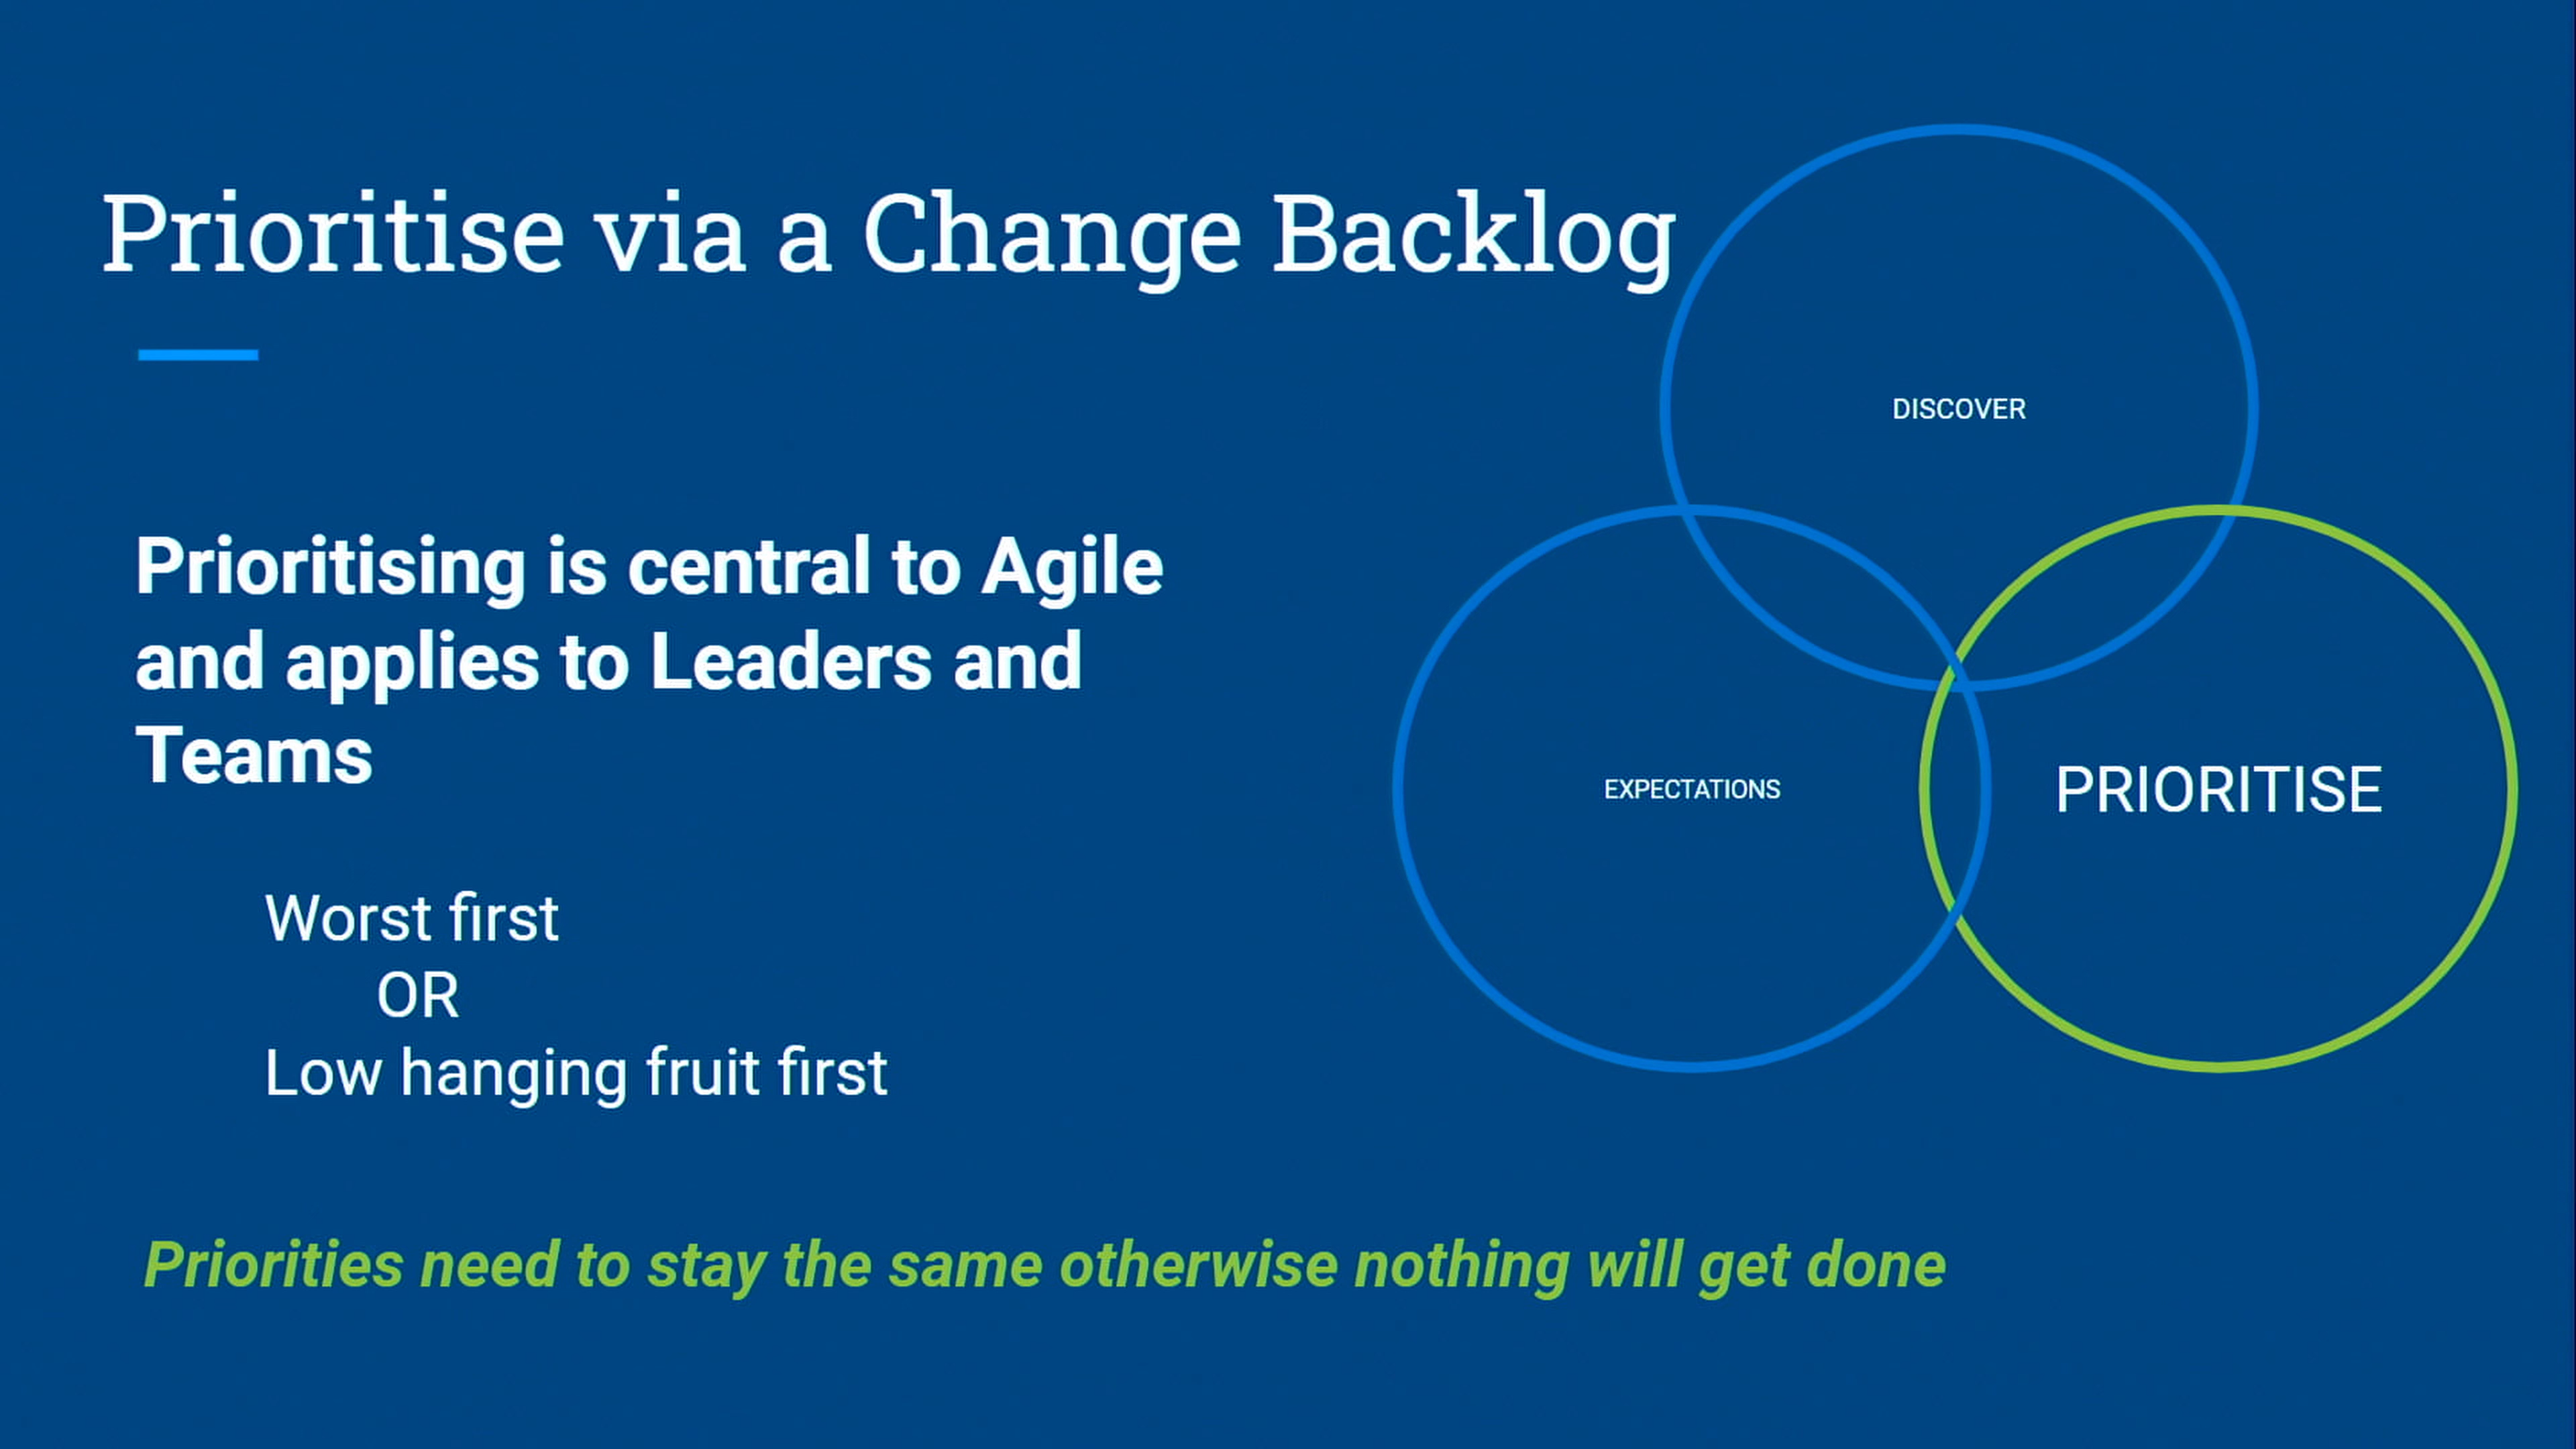 Prioritise via a Change Backlog
DISCOVER
Prioritising is central to Agile
and applies to Leaders and
Teams
EXPECTATIONS
PRIORITISE
Worst first
OR
Low hanging fruit first
Priorities need to stay the same otherwise nothing will get done